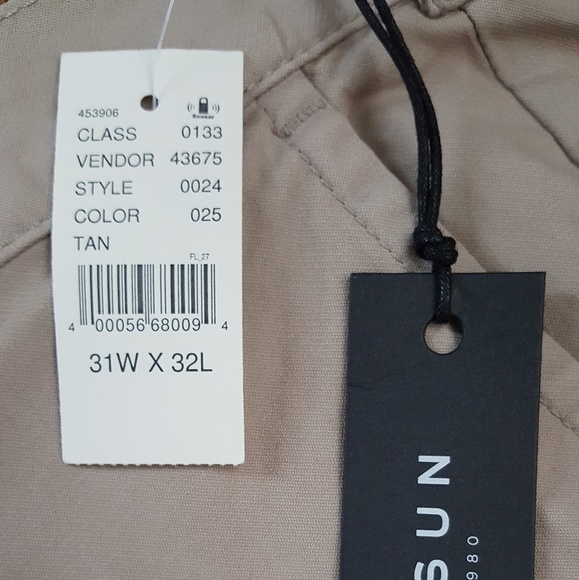 453906
Sensor
CLASS 0133
VENDOR 43675
STYLE 0024
COLOR 025
TAN
FL_27
4 00056 68009 4
31W X 32L
SUN
980